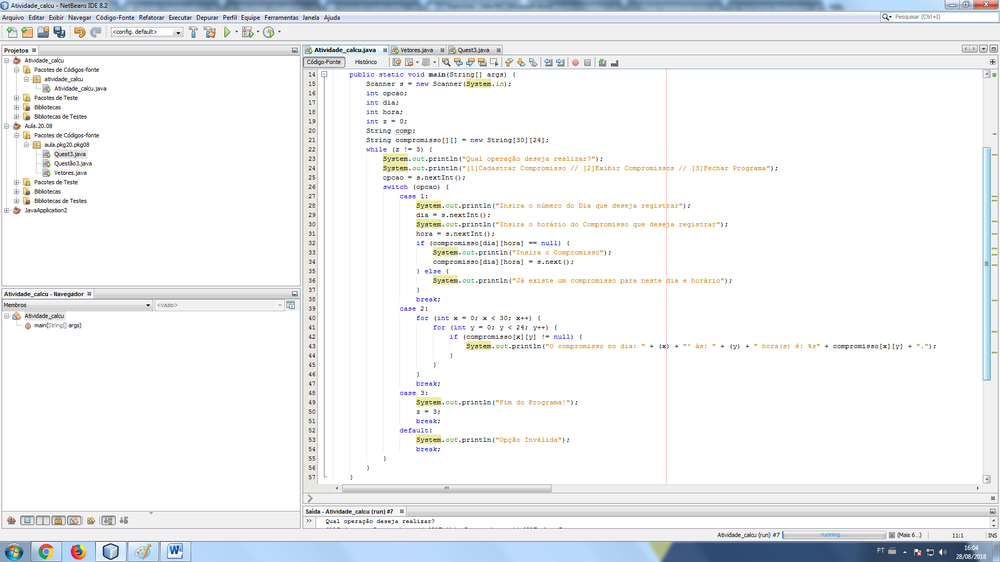 Atividade_calcu - NetBeans IDE 8.2
Arquivo Editar Exibir Navegar Código-Fonte Refatorar Executar Depurar Perfil Equipe Ferramentas Janela Ajuda
Pesquisar (Ctrl+I)
<config. default>
Projetos
Atividade_calcu
Pacotes de Códigos-fonte
atividade_calcu
Atividade_calcu.java
Pacotes de Teste
Bibliotecas
Bibliotecas de Testes
Aula.20.08
Pacotes de Códigos-fonte
aula.pkg20.pkg08
Quest3.java
Questão3.java
Vetores.java
Pacotes de Teste
Bibliotecas
Bibliotecas de Testes
JavaApplication2
Atividade_calcu - Navegador
Membros
<vazio>
Atividade_calcu
main(String[] args)
Atividade_calcu.java Vetores.java Quest3.java
Código-Fonte Histórico
14 public static void main(String[] args) {
15 Scanner s = new Scanner(System.in);
16 int opcao;
17 int dia;
18 int hora;
19 int z = 0;
20 String comp;
21 String compromisso[][] = new String[30][24];
22 while (z != 3) {
23 System.out.println("Qual operação deseja realizar?");
24 System.out.println("[1]Cadastrar Compromisso // [2]Exibir Compromissos // [3]Fechar Programa");
25 opcao = s.nextInt();
26 switch (opcao) {
27 case 1:
28 System.out.println("Insira o número do Dia que deseja registrar");
29 dia = s.nextInt();
30 System.out.println("Insira o horário do Compromisso que deseja registrar");
31 hora = s.nextInt();
32 if (compromisso[dia][hora] == null) {
33 System.out.println("Insira o Compromisso");
34 compromisso[dia][hora] = s.next();
35 } else {
36 System.out.println("Já existe um compromisso para neste dia e horário");
37 }
38 break;
39 case 2:
40 for (int x = 0; x < 30; x++) {
41 for (int y = 0; y < 24; y++) {
42 if (compromisso[x][y] != null) {
43 System.out.println("O compromisso no dia: " + (x) + "º às: " + (y) + " hora(s) é: %s" + compromisso[x][y] + ".");
44 }
45 }
46 }
47 break;
48 case 3:
49 System.out.println("Fim do Programa!");
50 z = 3;
51 break;
52 default:
53 System.out.println("Opção Inválida");
54 break;
55 }
56 }
57 }
Saída - Atividade_calcu (run) #7
Qual operação deseja realizar?
Atividade_calcu (run) #7 running... (Mais 6...) 11:1 INS
PT
16:04
28/08/2018